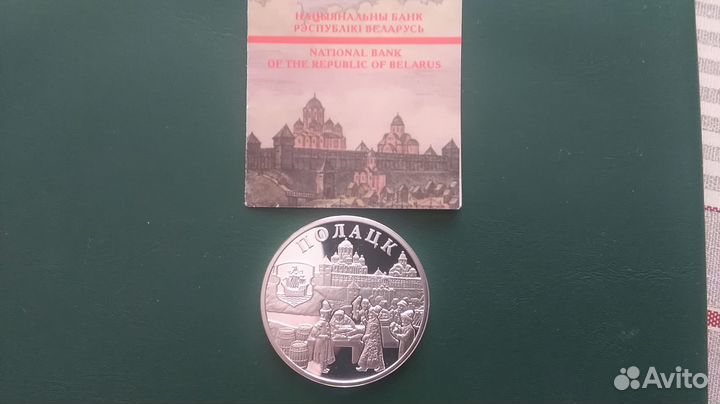 НАЦЫЯНАЛЬНЫ БАНК
РЭСПУБЛІКІ БЕЛАРУСЬ
NATIONAL BANK
OF THE REPUBLIC OF BELARUS
ПОЛАЦК
Avito